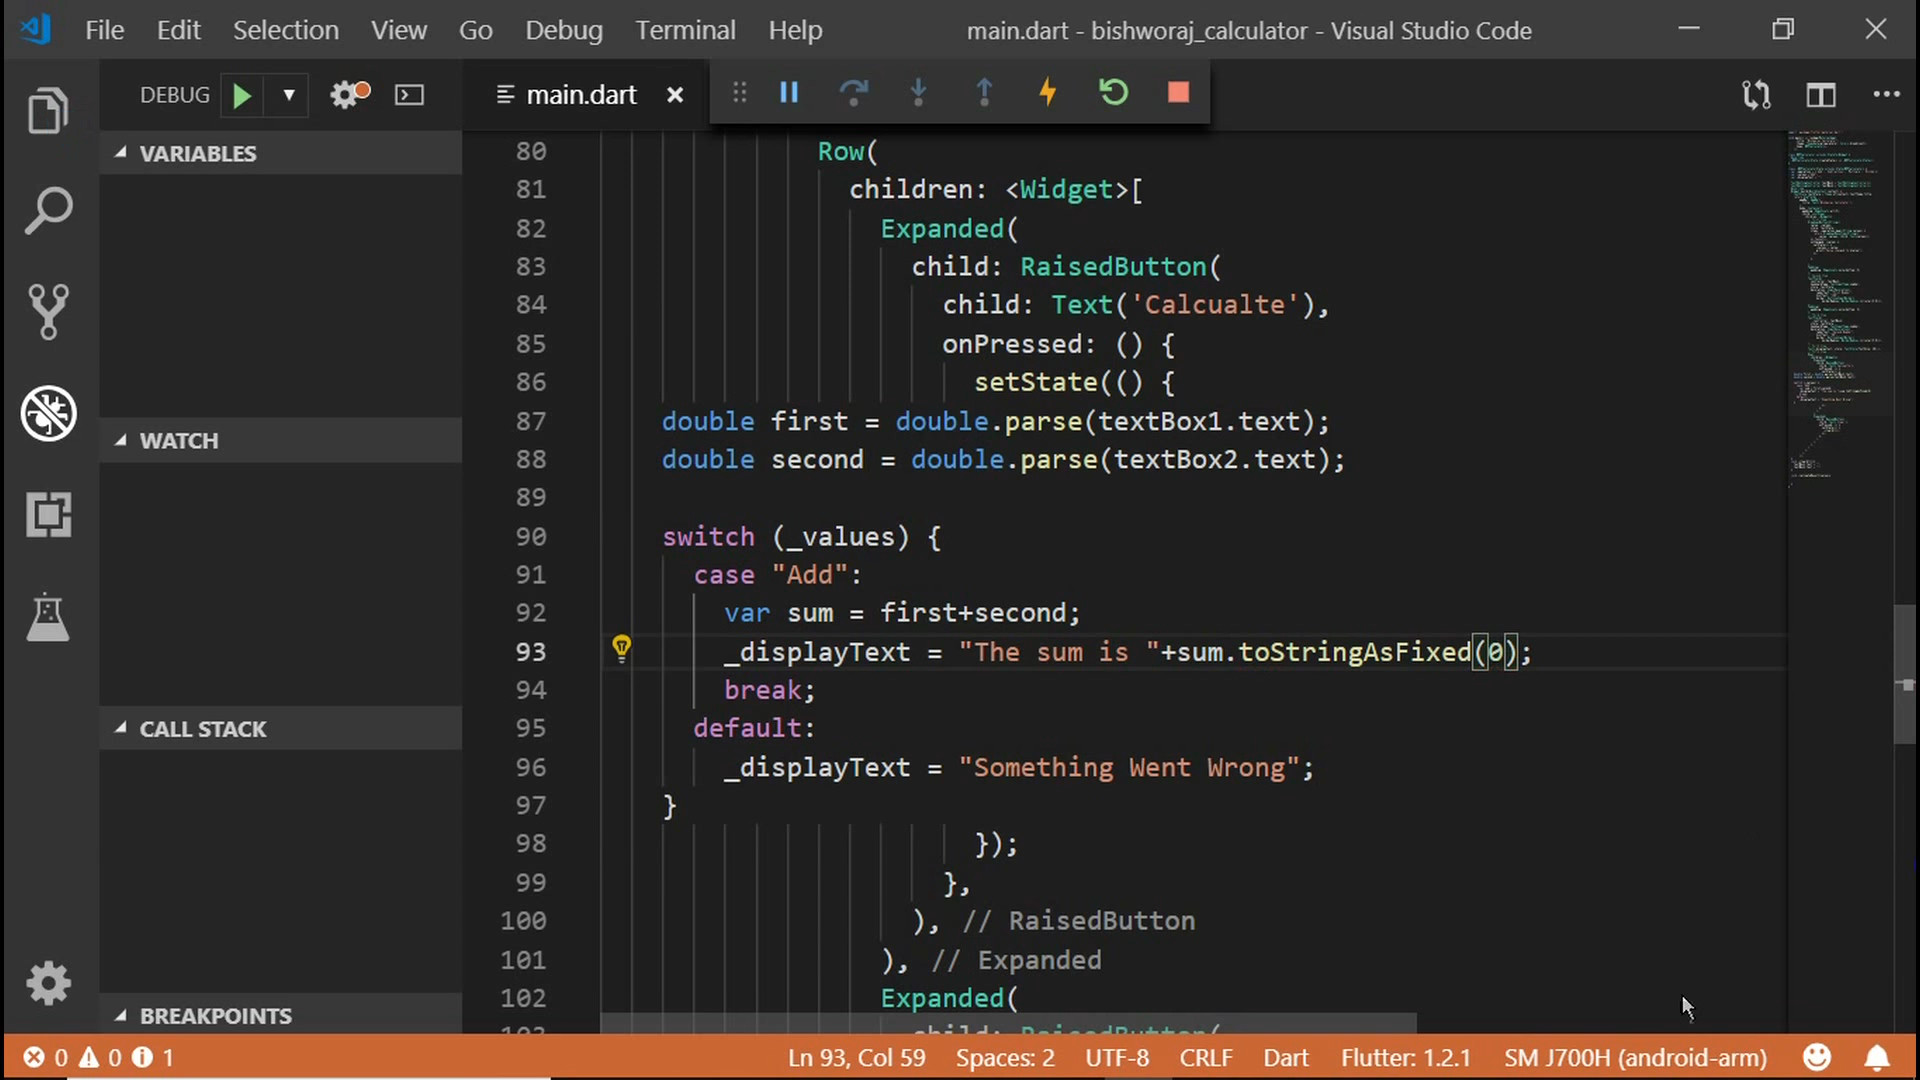 File Edit Selection View Go Debug Terminal Help main.dart - bishworaj_calculator - Visual Studio Code
DEBUG main.dart
VARIABLES
WATCH
CALL STACK
BREAKPOINTS
80 Row(
81 children: <Widget>[
82 Expanded(
83 child: RaisedButton(
84 child: Text('Calcualte'),
85 onPressed: () {
86 setState(() {
87 double first = double.parse(textBox1.text);
88 double second = double.parse(textBox2.text);
89
90 switch (_values) {
91 case "Add":
92 var sum = first+second;
93 _displayText = "The sum is "+sum.toStringAsFixed(0);
94 break;
95 default:
96 _displayText = "Something Went Wrong";
97 }
98 });
99 },
100 ), // RaisedButton
101 ), // Expanded
102 Expanded(
103 child: RaisedButton(
0 0 1 Ln 93, Col 59 Spaces: 2 UTF-8 CRLF Dart Flutter: 1.2.1 SM J700H (android-arm)